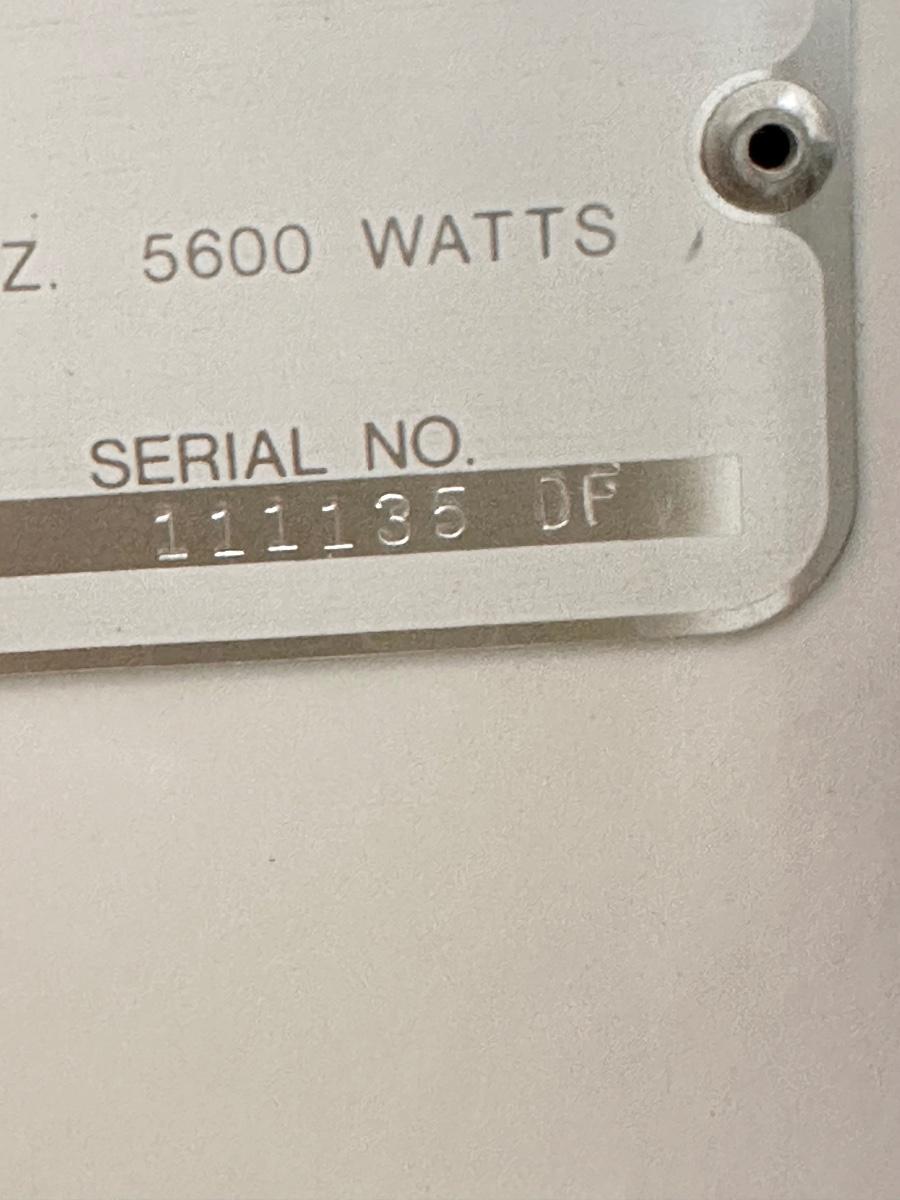 Z. 5600 WATTS
SERIAL NO.
111135 DF